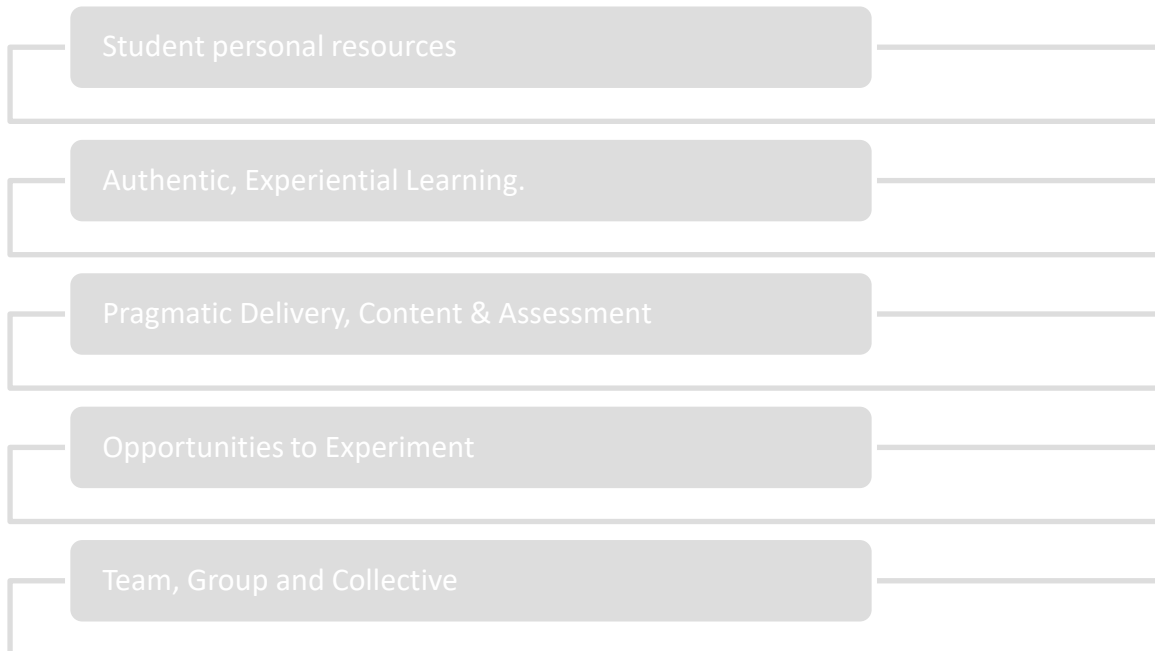 Student personal resources
Authentic, Experiential Learning.
Pragmatic Delivery, Content & Assessment
Opportunities to Experiment
Team, Group and Collective